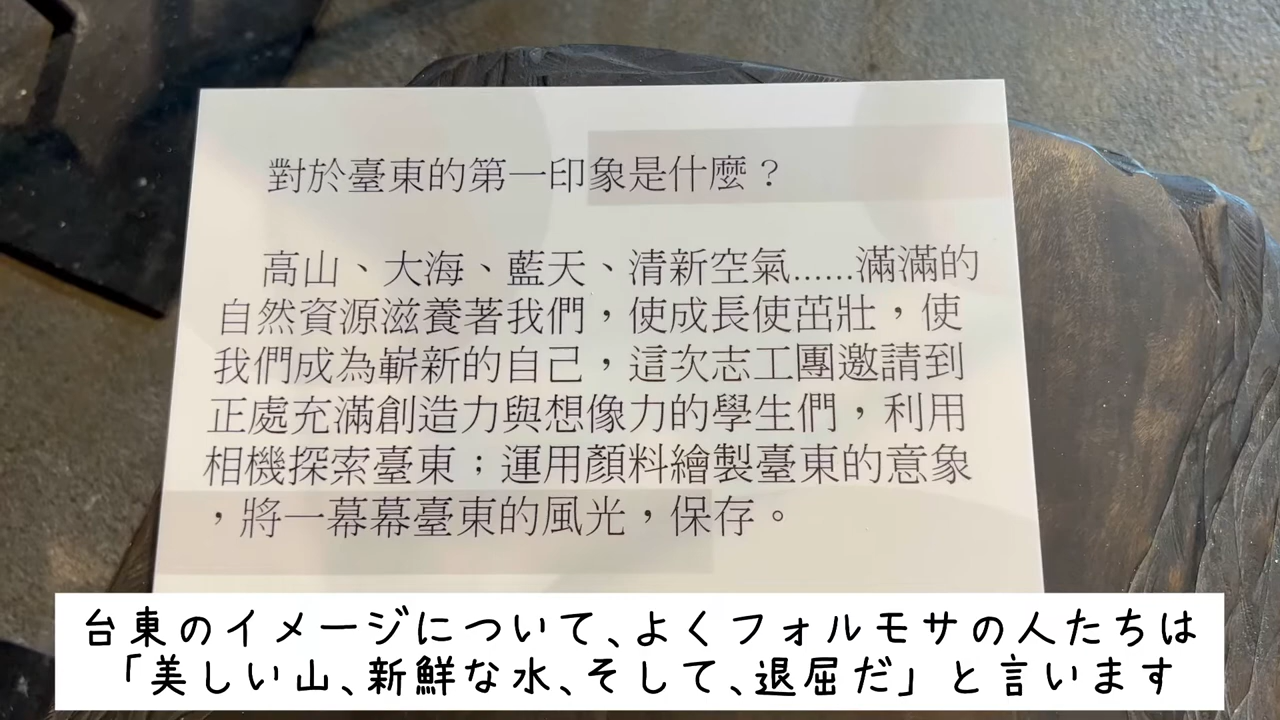 對於臺東的第一印象是什麼？
高山、大海、藍天、清新空氣......滿滿的
自然資源滋養著我們，使成長使茁壯，使
我們成為嶄新的自己，這次志工團邀請到
正處充滿創造力與想像力的學生們，利用
相機探索臺東；運用顏料繪製臺東的意象
，將一幕幕臺東的風光，保存。
台東のイメージについて、よくフォルモサの人たちは
「美しい山、新鮮な水、そして、退屈だ」と言います